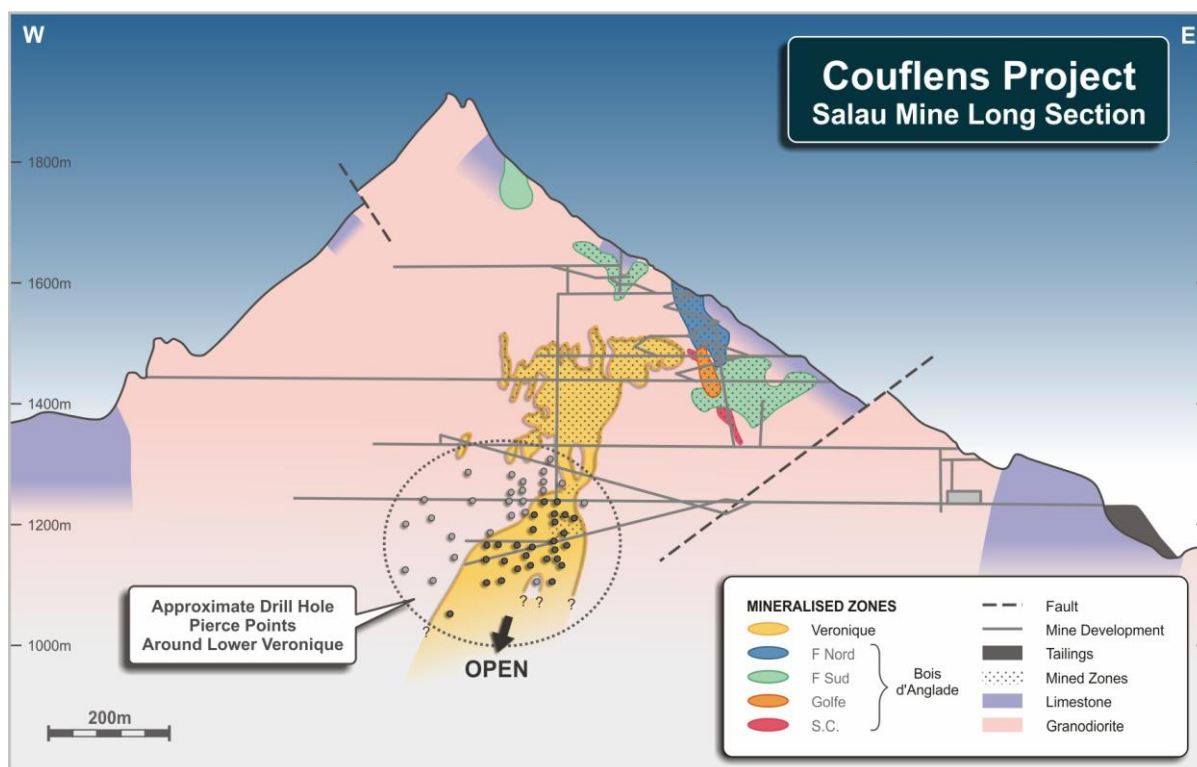 W
E
Couflens Project
Salau Mine Long Section
1800m
1600m
1400m
1200m
1000m
Approximate Drill Hole
Pierce Points
Around Lower Veronique
?
? ?
?
OPEN
200m
MINERALISED ZONES
Veronique
F Nord
F Sud
Golfe
S.C.
Bois
d'Anglade
Fault
Mine Development
Tailings
Mined Zones
Limestone
Granodiorite